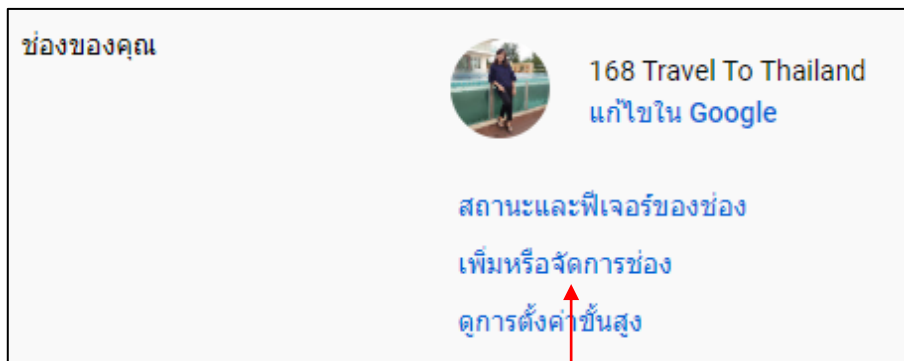 ช่องของคุณ
168 Travel To Thailand
แก้ไขใน Google
สถานะและฟีเจอร์ของช่อง
เพิ่มหรือจัดการช่อง
ดูการตั้งค่าขั้นสูง